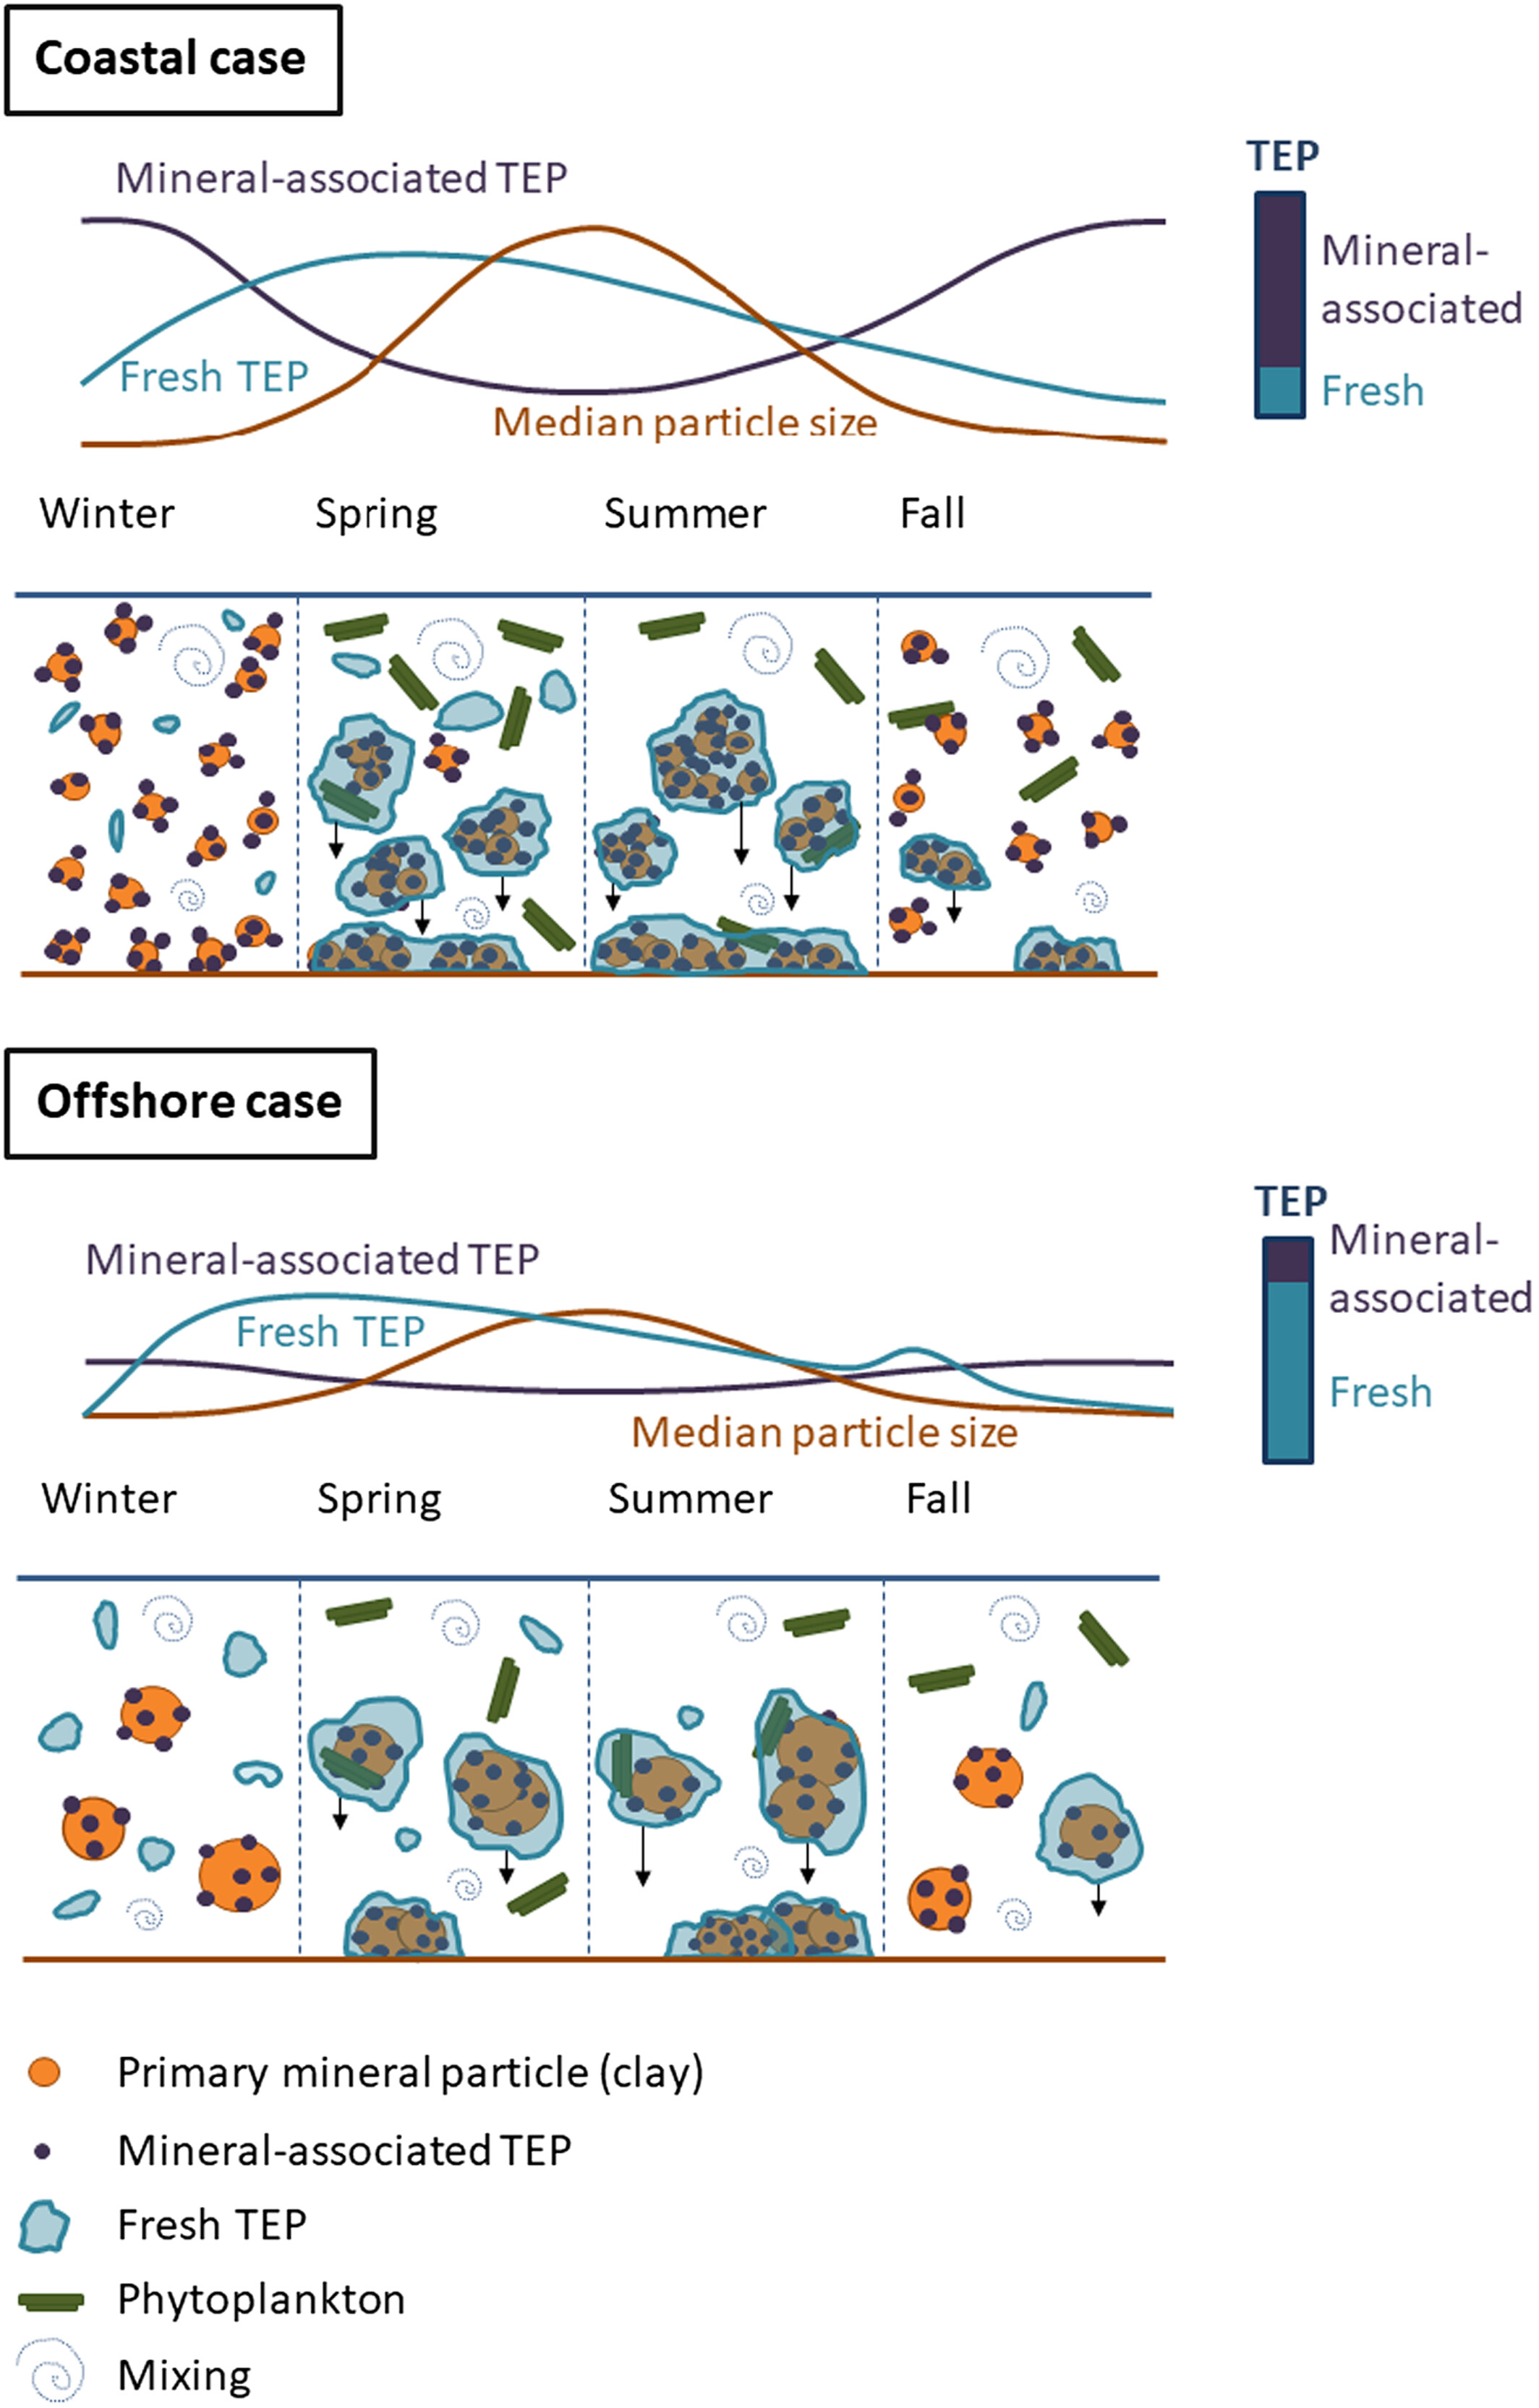 Coastal case
Mineral-associated TEP
TEP
Mineral-
associated
Fresh TEP
Fresh
Median particle size
Winter Spring Summer Fall
Offshore case
TEP
Mineral-associated TEP
Mineral-
associated
Fresh TEP
Fresh
Median particle size
Winter Spring Summer Fall
Primary mineral particle (clay)
Mineral-associated TEP
Fresh TEP
Phytoplankton
Mixing